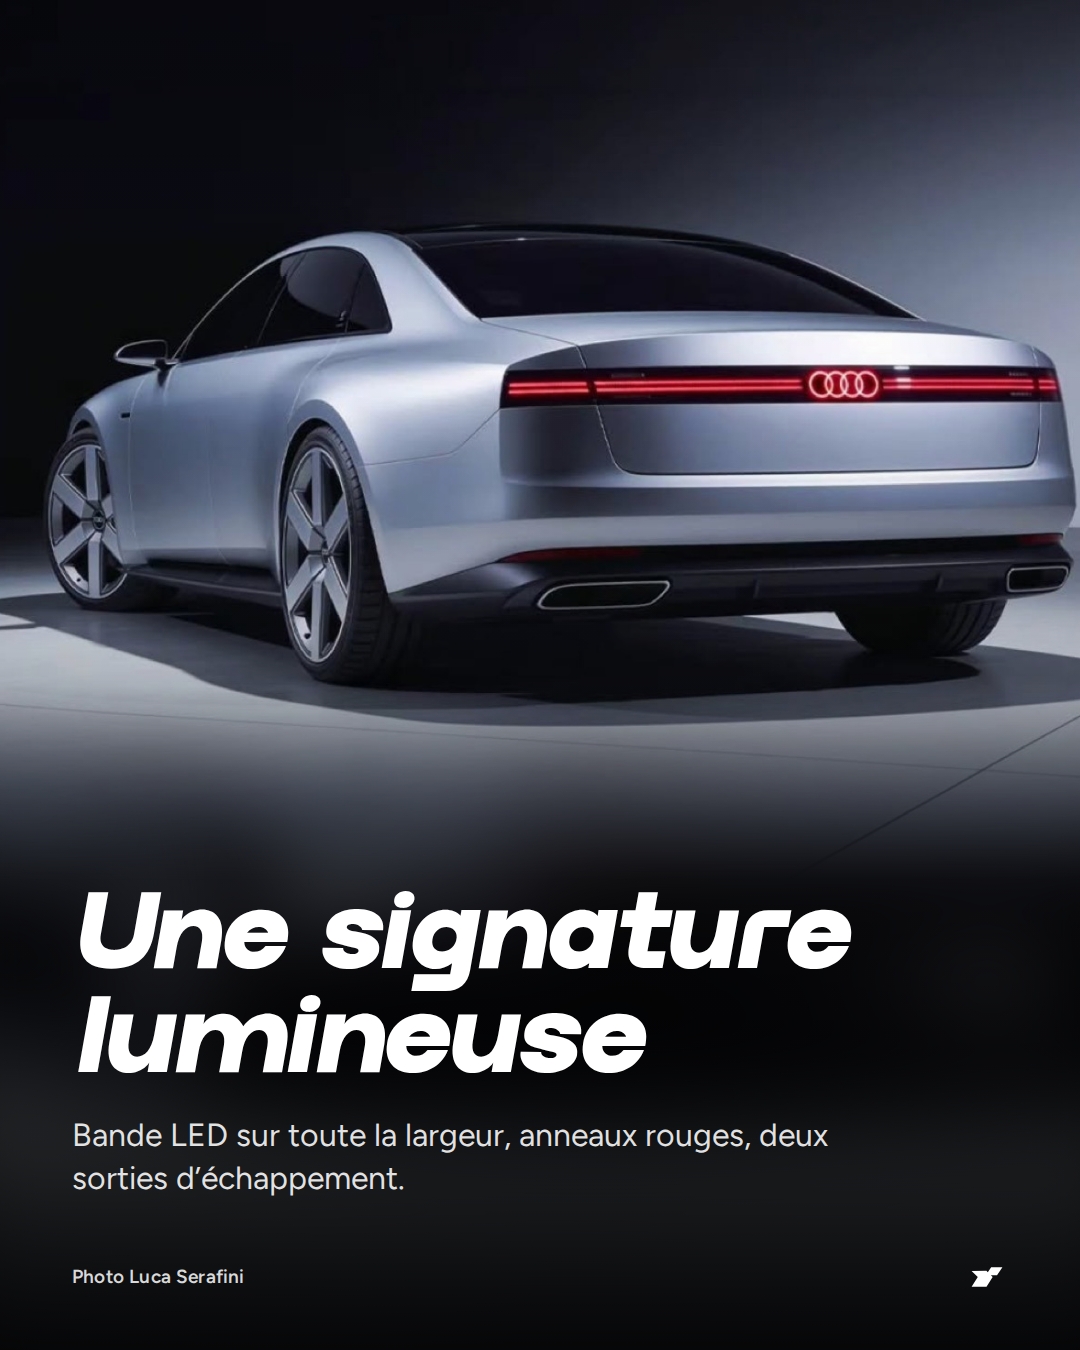 Une signature
lumineuse
Bande LED sur toute la largeur, anneaux rouges, deux
sorties d’échappement.
Photo Luca Serafini